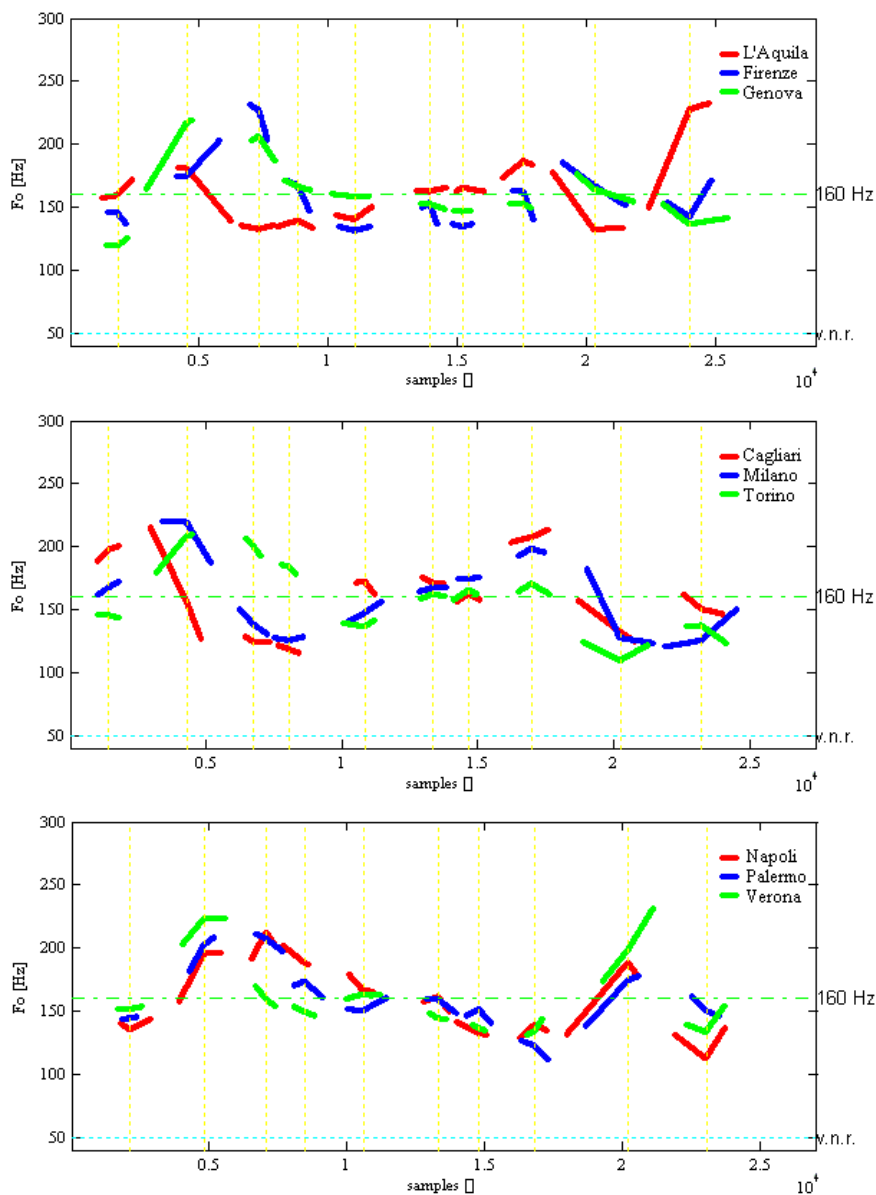 300
250
200
150
100
50
Fo [Hz]
L'Aquila
Firenze
Genova
160 Hz
v.n.r.
0.5 1 1.5 2 2.5
samples []
10⁴
300
250
200
150
100
50
Fo [Hz]
Cagliari
Milano
Torino
160 Hz
v.n.r.
0.5 1 1.5 2 2.5
samples []
10⁴
300
250
200
150
100
50
Fo [Hz]
Napoli
Palermo
Verona
160 Hz
v.n.r.
0.5 1 1.5 2 2.5
samples []
10⁴